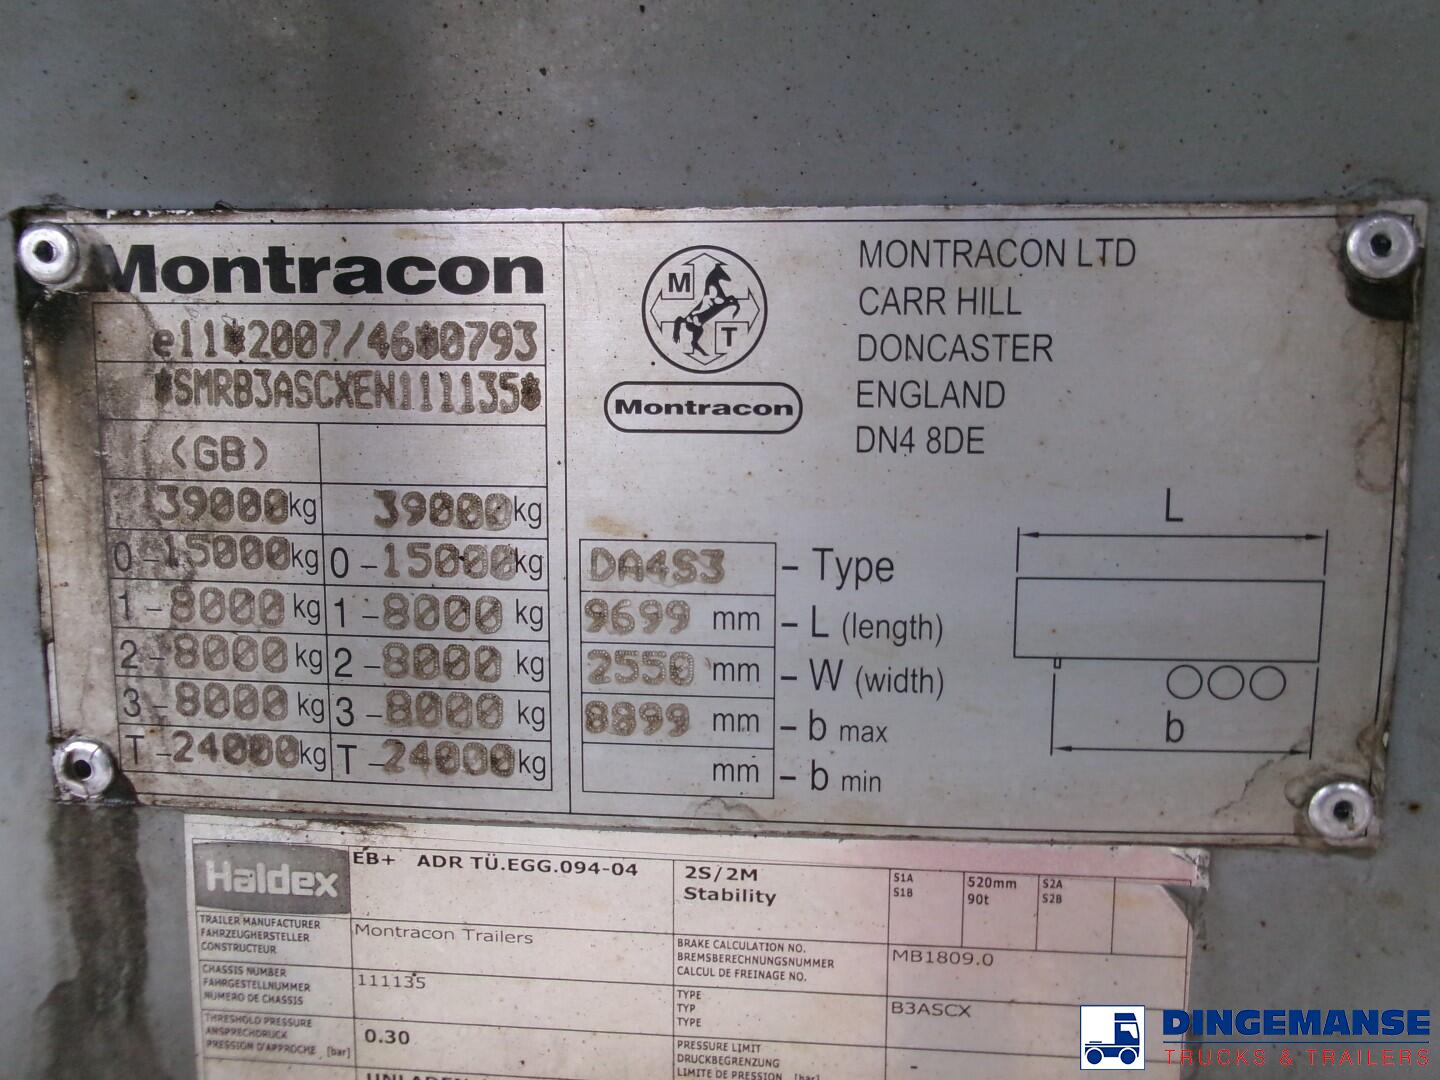 Montracon
e11*2007/46*0793
*SMRB3ASCXEN111135*
(GB)
39000kg 39000kg
0-15000kg 0-15000kg
1-8000kg 1-8000kg
2-8000kg 2-8000kg
3-8000kg 3-8000kg
T-24000kg T-24000kg
M T
Montracon
MONTRACON LTD
CARR HILL
DONCASTER
ENGLAND
DN4 8DE
DA4S3 - Type
9699 mm - L (length)
2550 mm - W (width)
8899 mm - b max
mm - b min
L
b
Haldex
EB+ ADR TÜ.EGG.094-04
2S/2M
Stability
S1A
S1B
520mm
90t
S2A
S2B
TRAILER MANUFACTURER
FAHRZEUGHERSTELLER
CONSTRUCTEUR
Montracon Trailers
BRAKE CALCULATION NO.
BREMSBERECHNUNGSNUMMER
CALCUL DE FREINAGE NO.
MB1809.0
CHASSIS NUMBER
FAHRGESTELLNUMMER
NUMERO DE CHASSIS
111135
TYPE
TYP
TYPE
B3ASCX
THRESHOLD PRESSURE
ANSPRECHDRUCK
PRESSION D'APPROCHE [bar]
0.30
PRESSURE LIMIT
DRUCKBEGRENZUNG
LIMITE DE PRESSION [bar]
-
DINGEMANSE
TRUCKS & TRAILERS